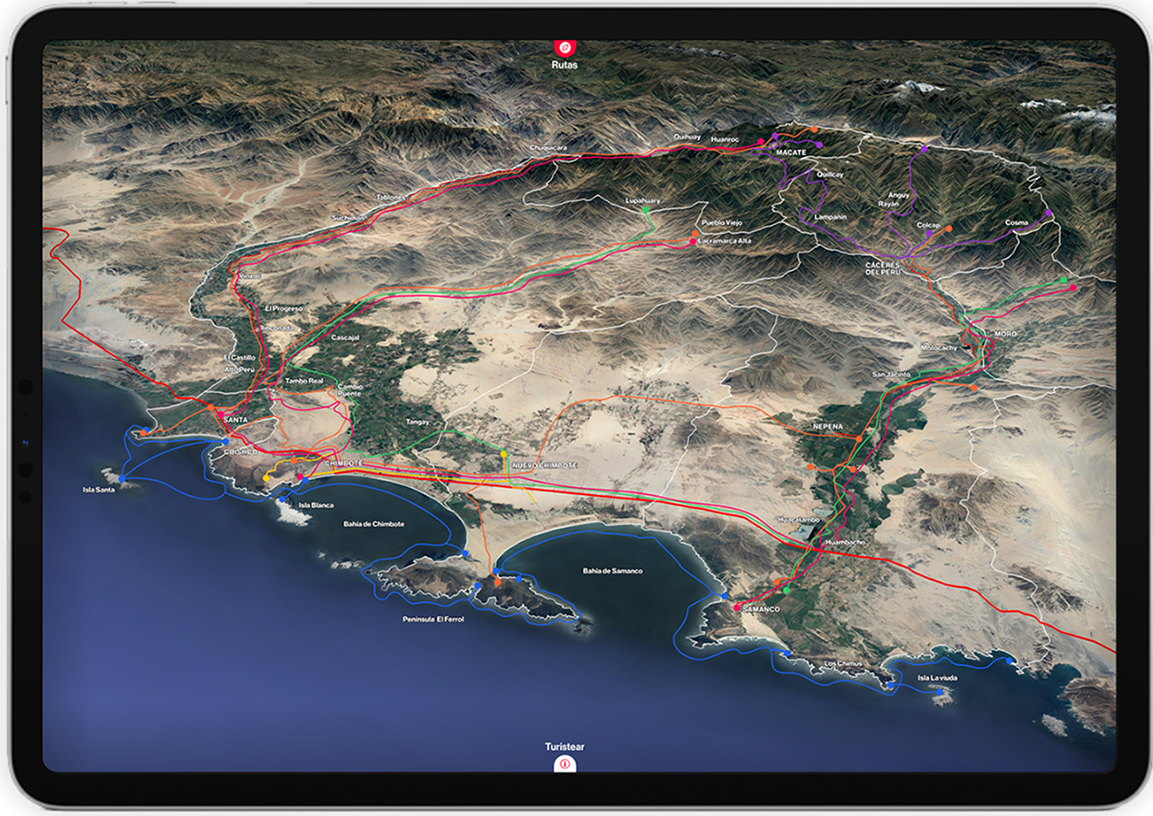 Rutas
Quihuay
Huanroc
Chuquicara
MACATE
Quillcay
Tablones
Lupahuary
Anguy
Rayán
Suchimán
Pueblo Viejo
Lampanin
Colcap
Cosma
Lacramarca Alta
CÁCERES
DEL PERÚ
Vinzos
El Progreso
MORO
Cascajal
Motocachy
El Castillo
Alto Perú
San Jacinto
Tambo Real
Cambio
Puente
SANTA
Tangay
NEPEÑA
COISHCO
CHIMBOTE
NUEVO CHIMBOTE
Isla Santa
Isla Blanca
Bahía de Chimbote
Huacatambo
Huambacho
Bahía de Samanco
SAMANCO
Península El Ferrol
Los Chimus
Isla La viuda
Turistear